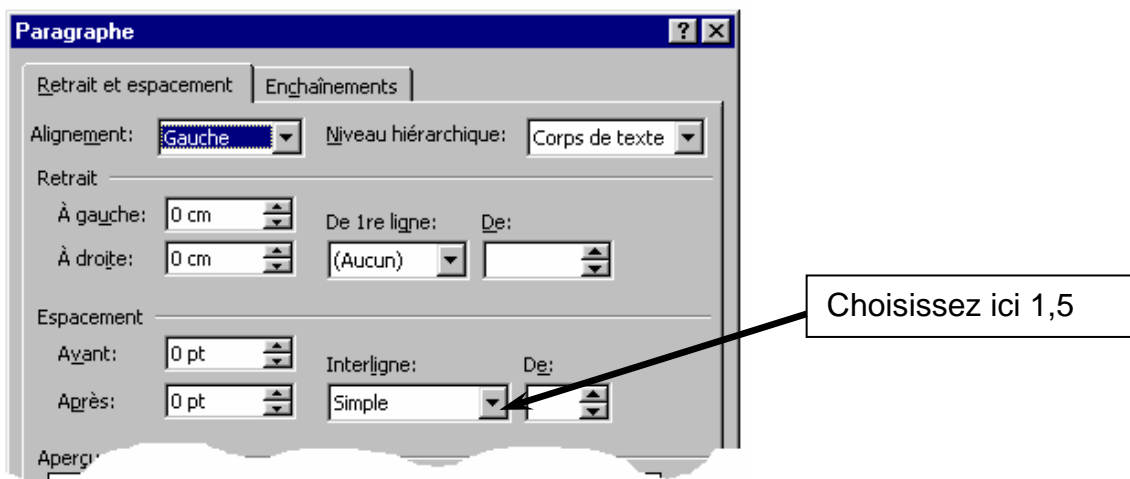 Paragraphe
Retrait et espacement Enchaînements
Alignement: Gauche Niveau hiérarchique: Corps de texte
Retrait
À gauche: 0 cm De 1re ligne: De:
À droite: 0 cm (Aucun)
Choisissez ici 1,5
Espacement
Avant: 0 pt Interligne: De:
Après: 0 pt Simple
Aperçu